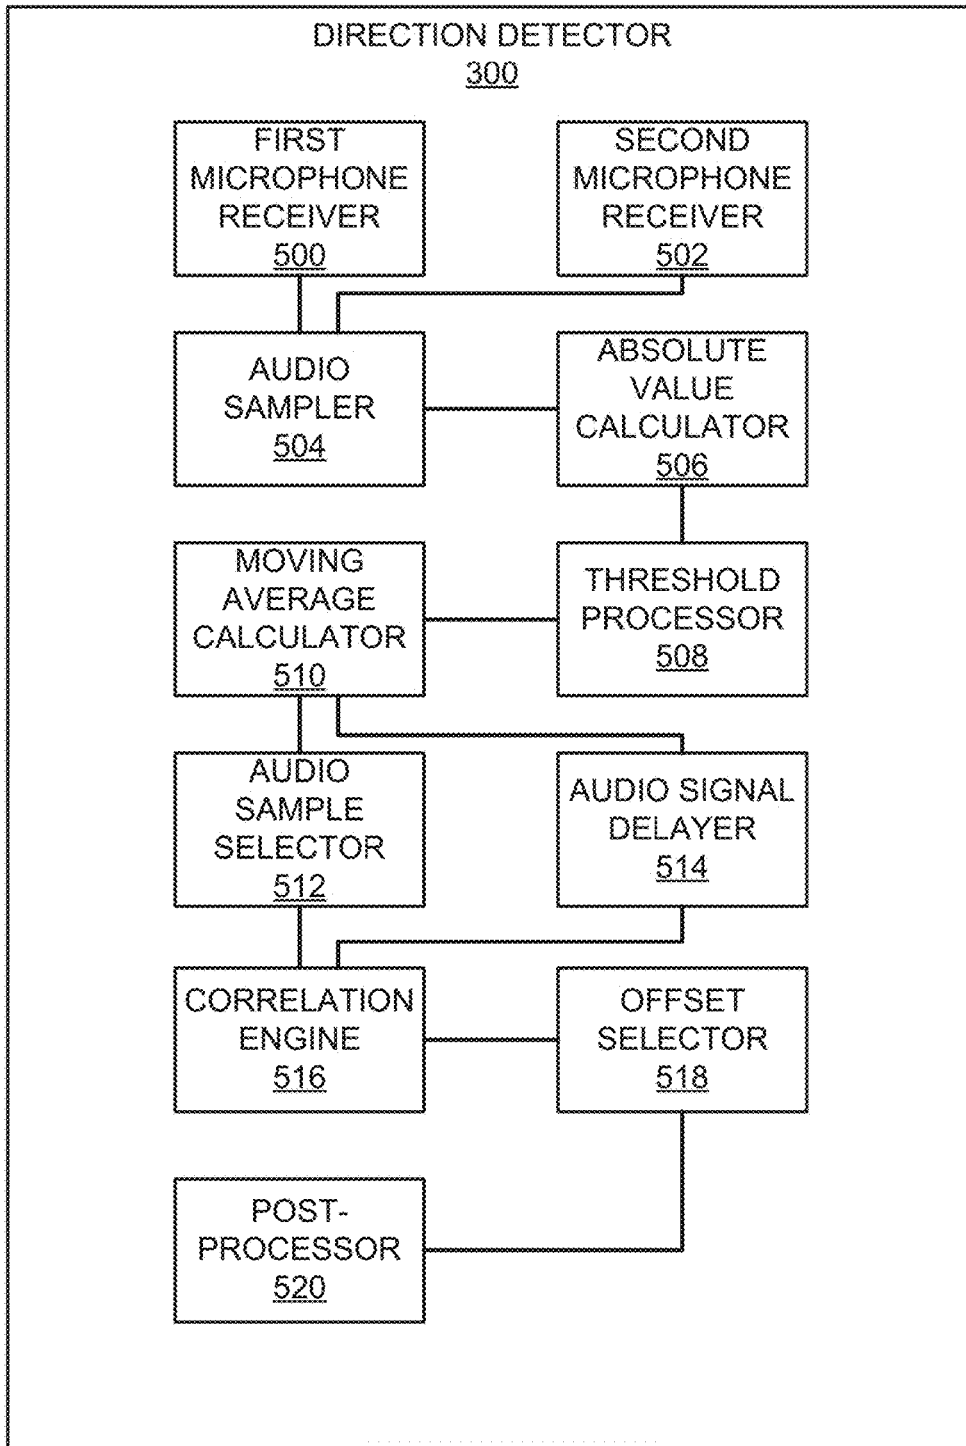 DIRECTION DETECTOR
300
FIRST
MICROPHONE
RECEIVER
500
SECOND
MICROPHONE
RECEIVER
502
AUDIO
SAMPLER
504
ABSOLUTE
VALUE
CALCULATOR
506
MOVING
AVERAGE
CALCULATOR
510
THRESHOLD
PROCESSOR
508
AUDIO
SAMPLE
SELECTOR
512
AUDIO SIGNAL
DELAYER
514
CORRELATION
ENGINE
516
OFFSET
SELECTOR
518
POST-
PROCESSOR
520